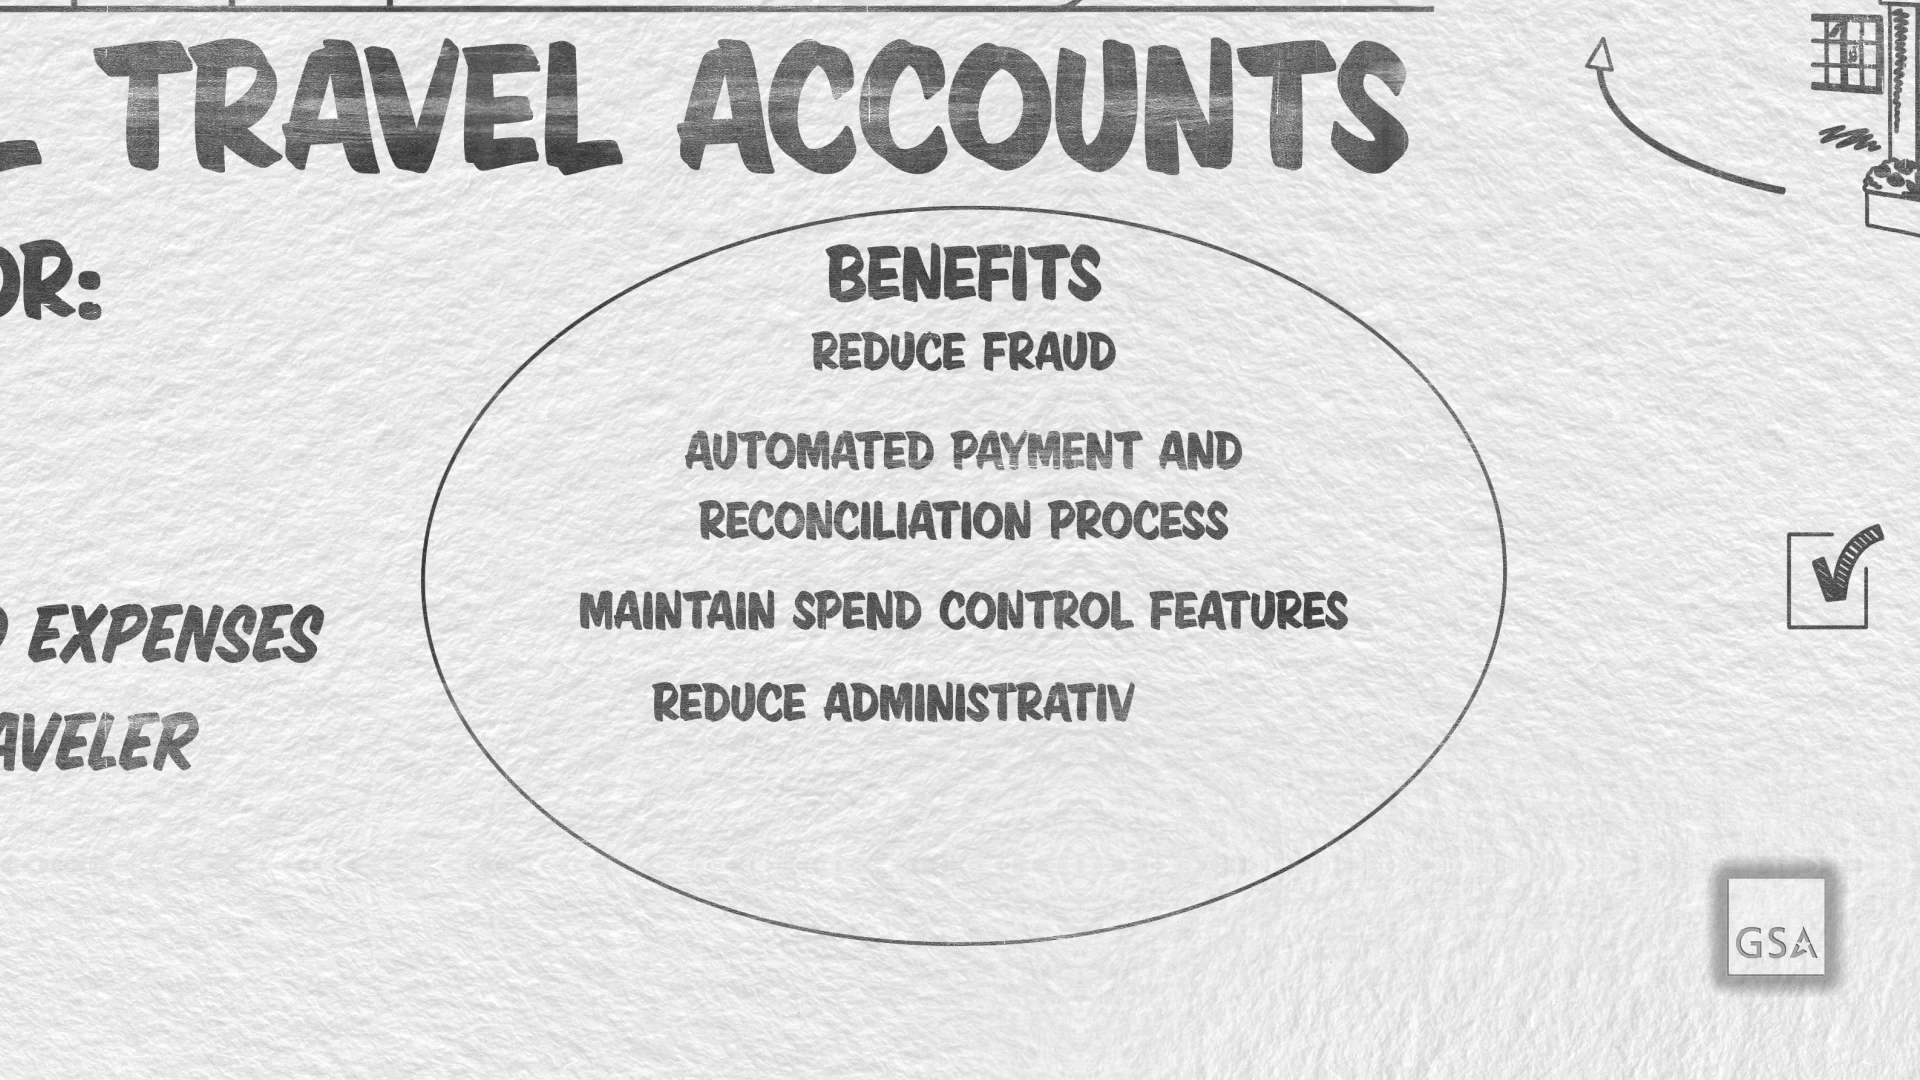 TRAVEL ACCOUNTS
OR:
BENEFITS
REDUCE FRAUD
AUTOMATED PAYMENT AND
RECONCILIATION PROCESS
MAINTAIN SPEND CONTROL FEATURES
REDUCE ADMINISTRATIV
EXPENSES
AVELER
GSA